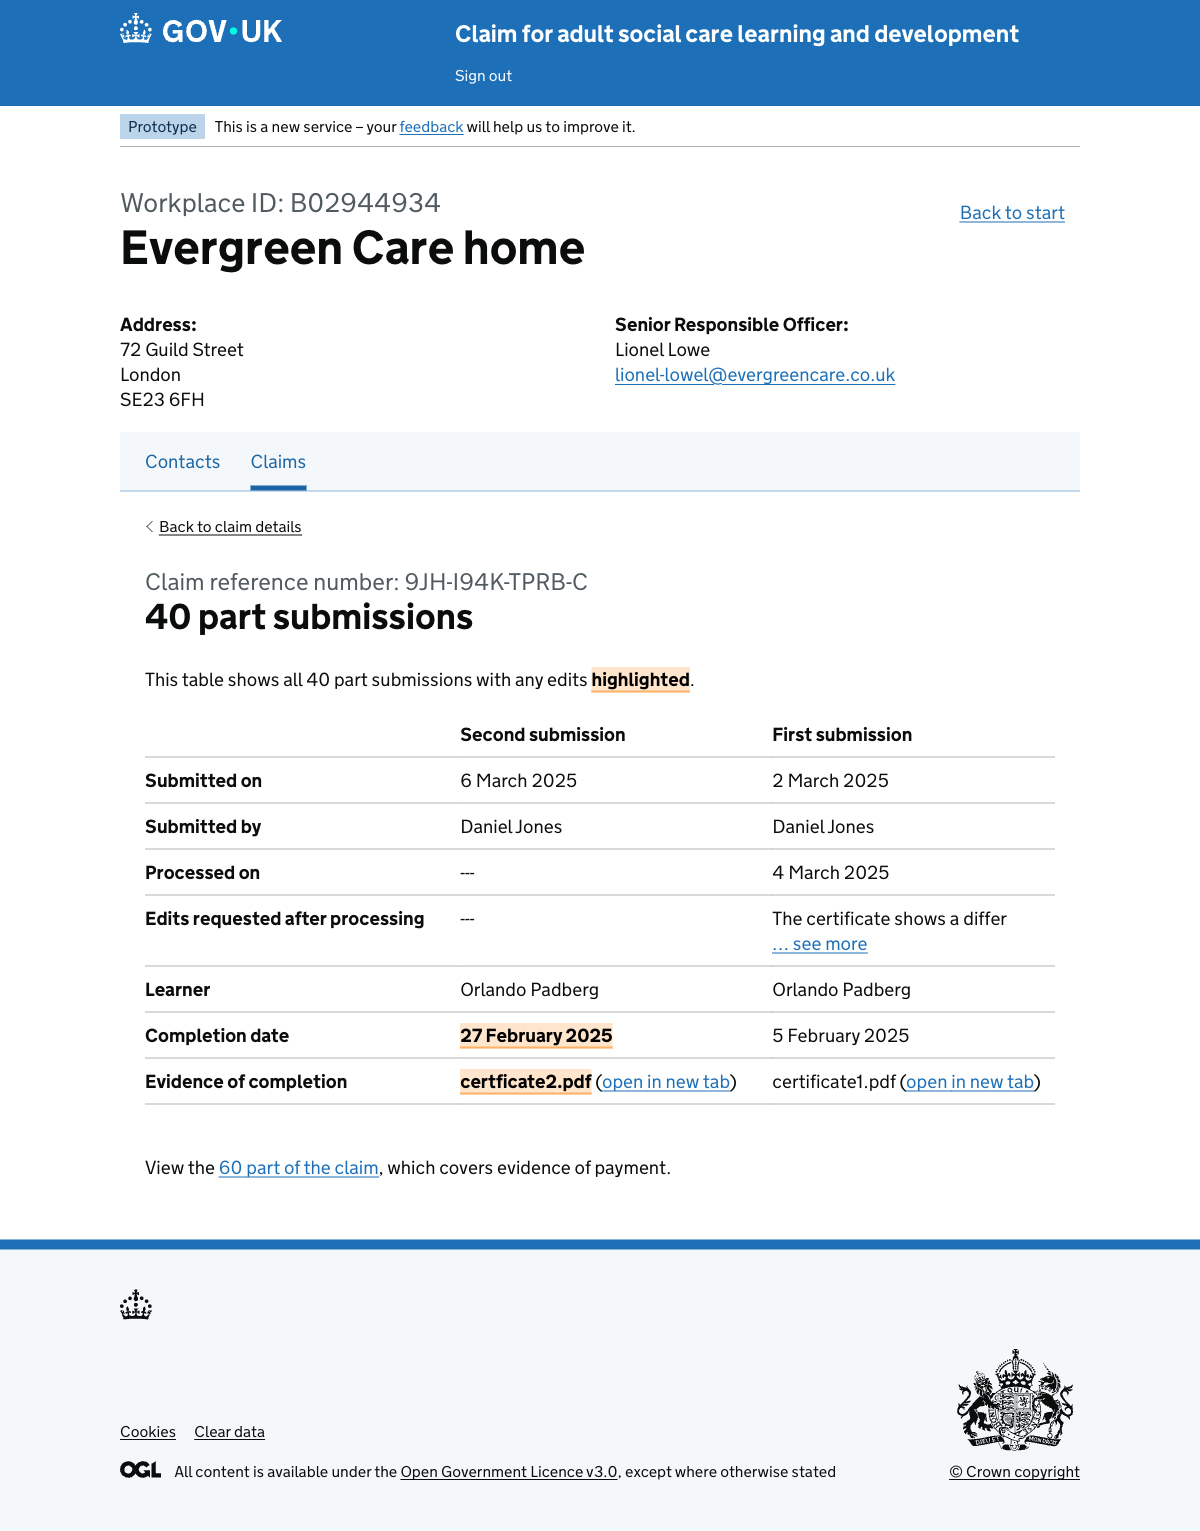 GOV•UK
Claim for adult social care learning and development
Sign out
Prototype This is a new service – your feedback will help us to improve it.
Workplace ID: B02944934
Back to start
Evergreen Care home
Address:
72 Guild Street
London
SE23 6FH
Senior Responsible Officer:
Lionel Lowe
lionel-lowel@evergreencare.co.uk
Contacts Claims
Back to claim details
Claim reference number: 9JH-I94K-TPRB-C
40 part submissions
This table shows all 40 part submissions with any edits highlighted.
Second submission First submission
Submitted on 6 March 2025 2 March 2025
Submitted by Daniel Jones Daniel Jones
Processed on --- 4 March 2025
Edits requested after processing --- The certificate shows a differ
... see more
Learner Orlando Padberg Orlando Padberg
Completion date 27 February 2025 5 February 2025
Evidence of completion certficate2.pdf (open in new tab) certificate1.pdf (open in new tab)
View the 60 part of the claim, which covers evidence of payment.
Cookies Clear data
OGL All content is available under the Open Government Licence v3.0, except where otherwise stated
© Crown copyright